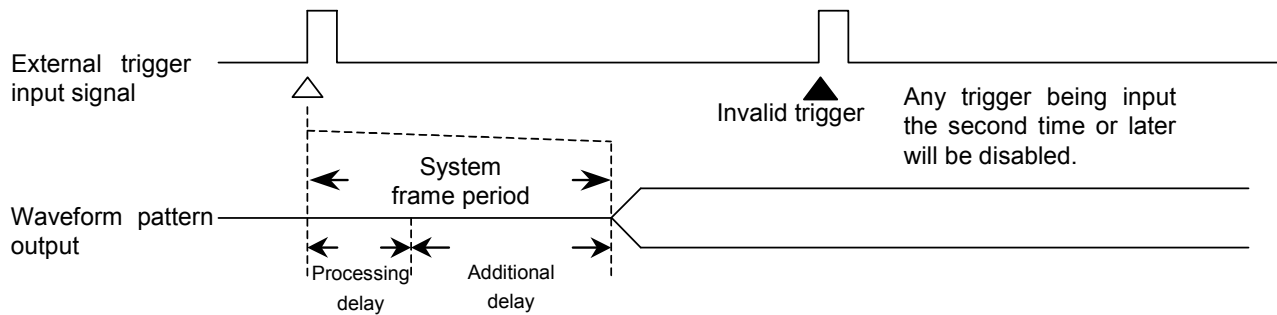 External trigger
input signal
Invalid trigger
Any trigger being input
the second time or later
will be disabled.
System
frame period
Waveform pattern
output
Processing
delay
Additional
delay